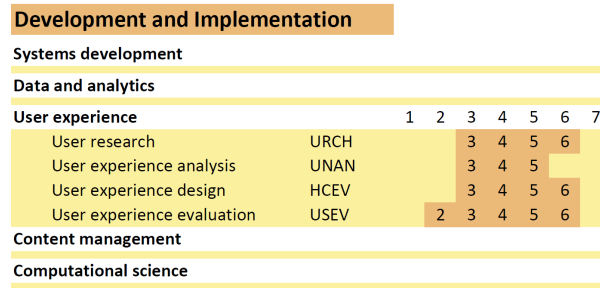 Development and Implementation
Systems development
Data and analytics
User experience 1 2 3 4 5 6 7
User research URCH 3 4 5 6
User experience analysis UNAN 3 4 5
User experience design HCEV 3 4 5 6
User experience evaluation USEV 2 3 4 5 6
Content management
Computational science